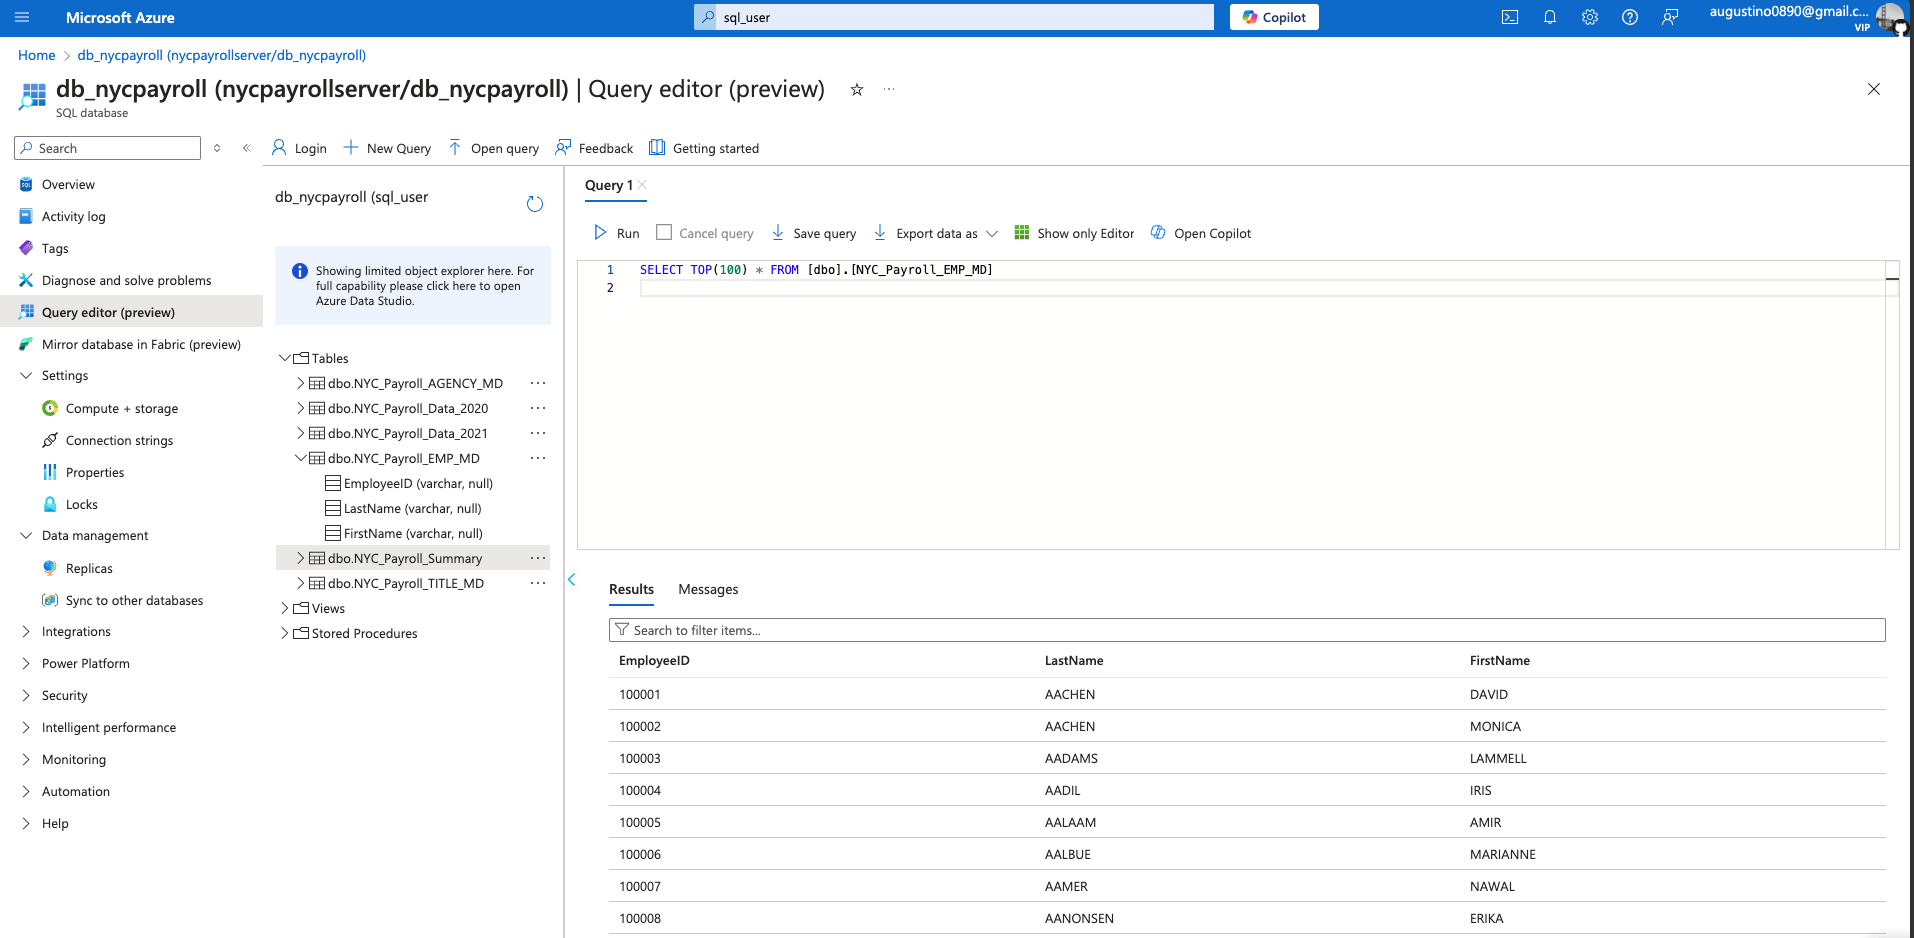 Microsoft Azure
sql_user
Copilot
augustino0890@gmail.c...
VIP
Home > db_nycpayroll (nycpayrollserver/db_nycpayroll)
db_nycpayroll (nycpayrollserver/db_nycpayroll) | Query editor (preview)
SQL database
Search
Login
New Query
Open query
Feedback
Getting started
Overview
Activity log
Tags
Diagnose and solve problems
Query editor (preview)
Mirror database in Fabric (preview)
Settings
Compute + storage
Connection strings
Properties
Locks
Data management
Replicas
Sync to other databases
Integrations
Power Platform
Security
Intelligent performance
Monitoring
Automation
Help
db_nycpayroll (sql_user
Showing limited object explorer here. For
full capability please click here to open
Azure Data Studio.
Tables
dbo.NYC_Payroll_AGENCY_MD
dbo.NYC_Payroll_Data_2020
dbo.NYC_Payroll_Data_2021
dbo.NYC_Payroll_EMP_MD
EmployeeID (varchar, null)
LastName (varchar, null)
FirstName (varchar, null)
dbo.NYC_Payroll_Summary
dbo.NYC_Payroll_TITLE_MD
Views
Stored Procedures
Query 1
Run
Cancel query
Save query
Export data as
Show only Editor
Open Copilot
1 SELECT TOP(100) * FROM [dbo].[NYC_Payroll_EMP_MD]
2
Results Messages
Search to filter items...
EmployeeID LastName FirstName
100001 AACHEN DAVID
100002 AACHEN MONICA
100003 AADAMS LAMMELL
100004 AADIL IRIS
100005 AALAAM AMIR
100006 AALBUE MARIANNE
100007 AAMER NAWAL
100008 AANONSEN ERIKA